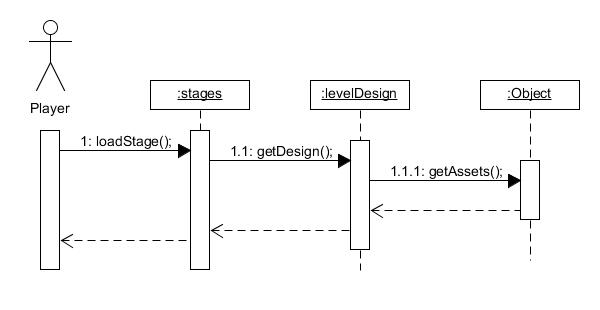 Player
:stages
:levelDesign
:Object
1: loadStage();
1.1: getDesign();
1.1.1: getAssets();